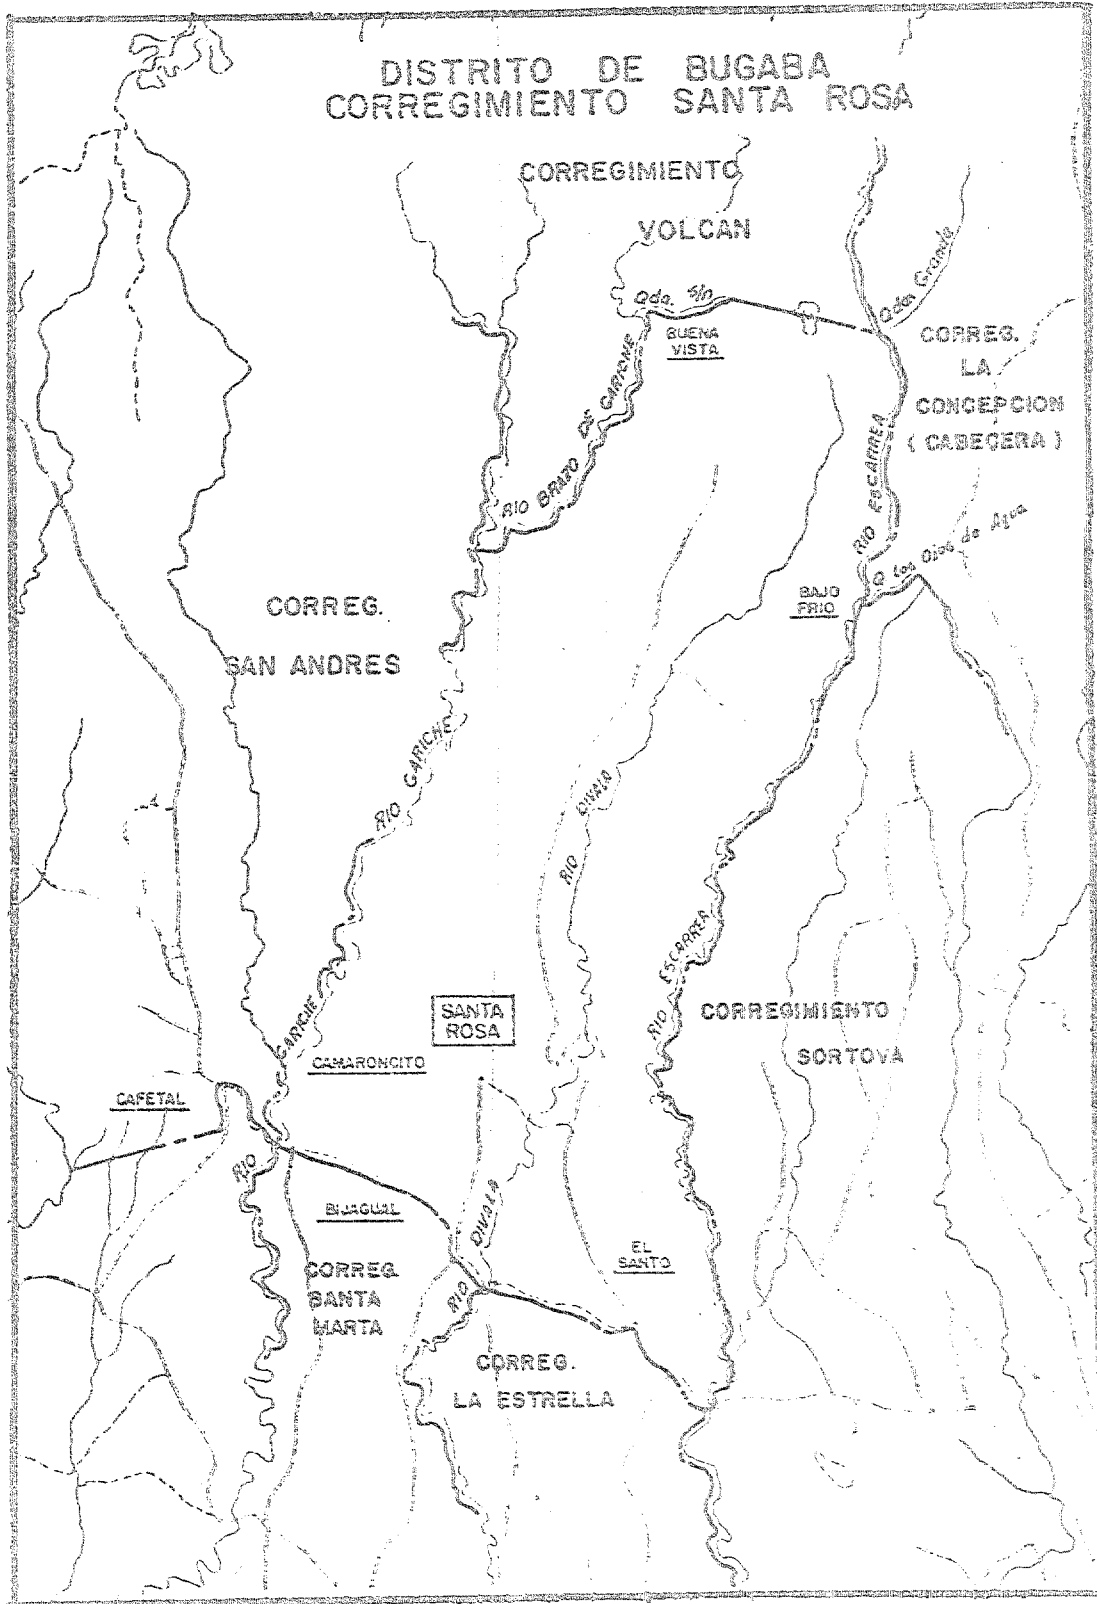 DISTRITO DE BUGABA
CORREGIMIENTO SANTA ROSA
CORREGIMIENTO
VOLCAN
Qda. S/n
BUENA
VISTA
Qda Grande
CORREG.
LA
CONCEPCION
( CABECERA )
RIO BRAZO DE GARICHE
RIO ESCARREA
Q Los Ojos de Agua
BAJO
FRIO
CORREG.
SAN ANDRES
RIO GARICHE
RIO DIVALA
RIO ESCARREA
SANTA
ROSA
CORREGIMIENTO
SORTOVA
GARICHE
CAMARONCITO
CAFETAL
RIO
BIJAGUAL
RIO DIVALA
EL
SANTO
CORREG.
SANTA
MARTA
CORREG.
LA ESTRELLA